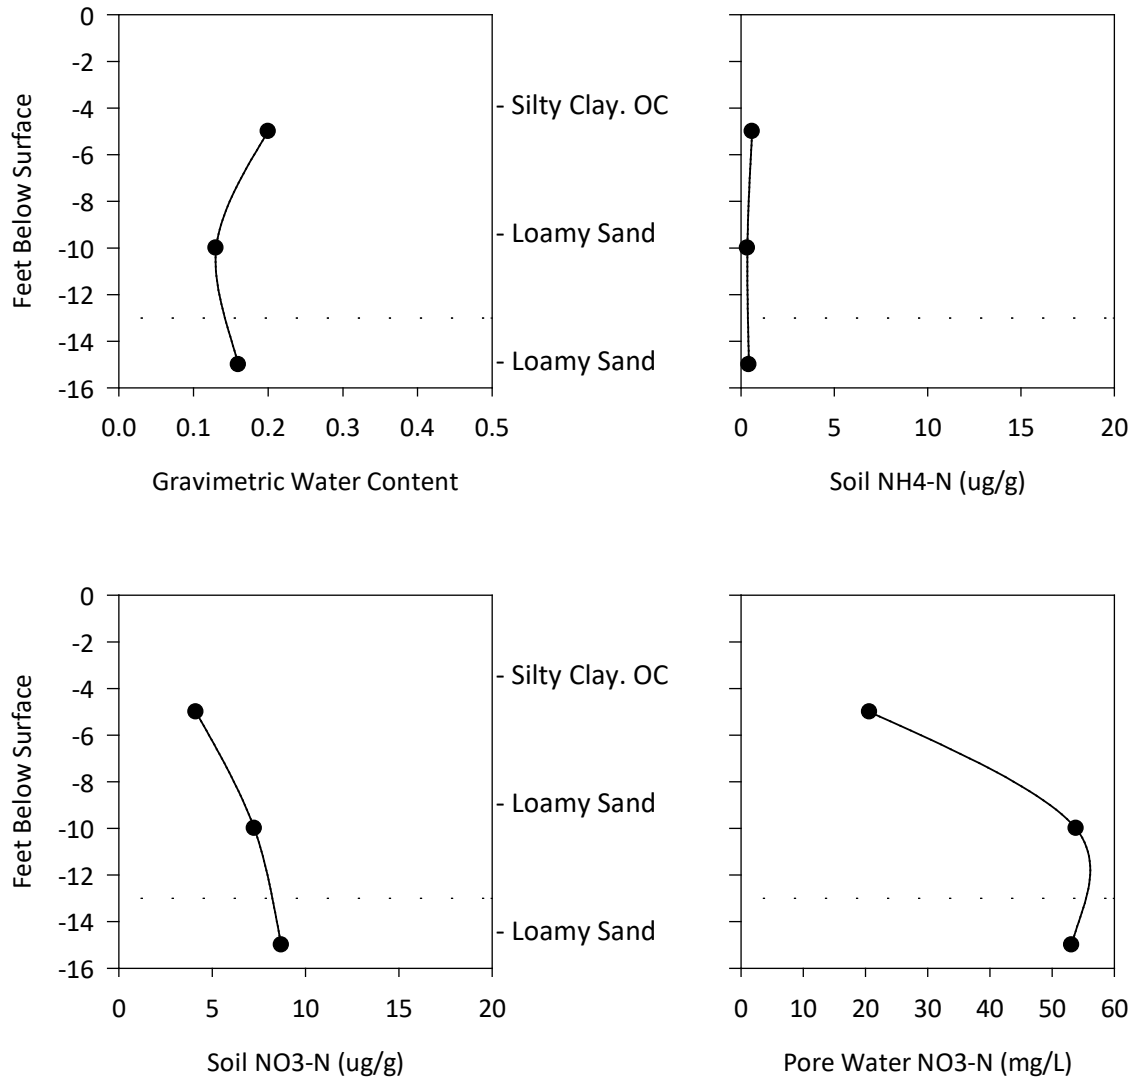 0
-2
-4
-6
-8
-10
-12
-14
-16
Feet Below Surface
0.0 0.1 0.2 0.3 0.4 0.5
Gravimetric Water Content
- Silty Clay. OC
- Loamy Sand
- Loamy Sand
0 5 10 15 20
Soil NH4-N (ug/g)
0
-2
-4
-6
-8
-10
-12
-14
-16
Feet Below Surface
0 5 10 15 20
Soil NO3-N (ug/g)
- Silty Clay. OC
- Loamy Sand
- Loamy Sand
0 10 20 30 40 50 60
Pore Water NO3-N (mg/L)